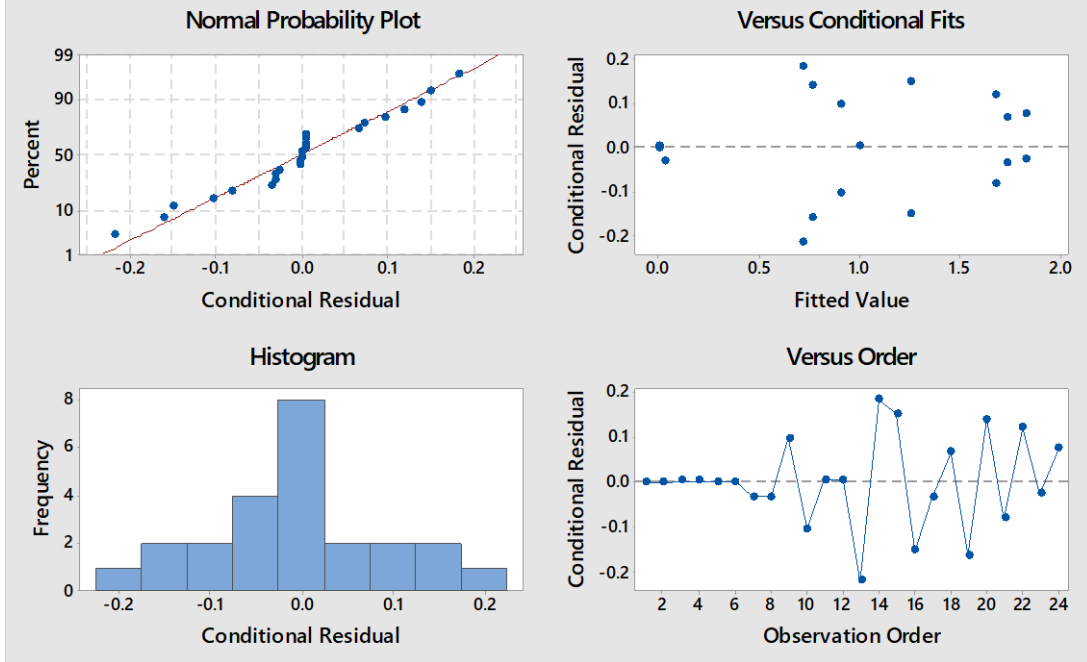 Normal Probability Plot
99
90
50
10
1
Percent
-0.2 -0.1 0.0 0.1 0.2
Conditional Residual
Versus Conditional Fits
0.2
0.1
0.0
-0.1
-0.2
Conditional Residual
0.0 0.5 1.0 1.5 2.0
Fitted Value
Histogram
8
6
4
2
0
Frequency
-0.2 -0.1 0.0 0.1 0.2
Conditional Residual
Versus Order
0.2
0.1
0.0
-0.1
-0.2
Conditional Residual
2 4 6 8 10 12 14 16 18 20 22 24
Observation Order